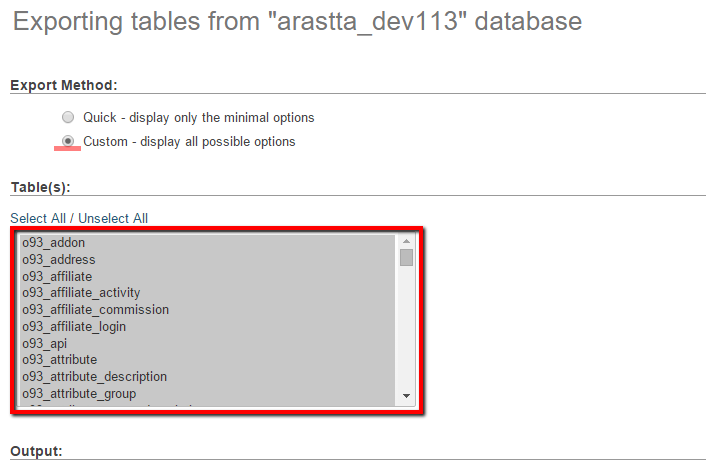 Exporting tables from "arastta_dev113" database
Export Method:
Quick - display only the minimal options
Custom - display all possible options
Table(s):
Select All / Unselect All
o93_addon
o93_address
o93_affiliate
o93_affiliate_activity
o93_affiliate_commission
o93_affiliate_login
o93_api
o93_attribute
o93_attribute_description
o93_attribute_group
Output: